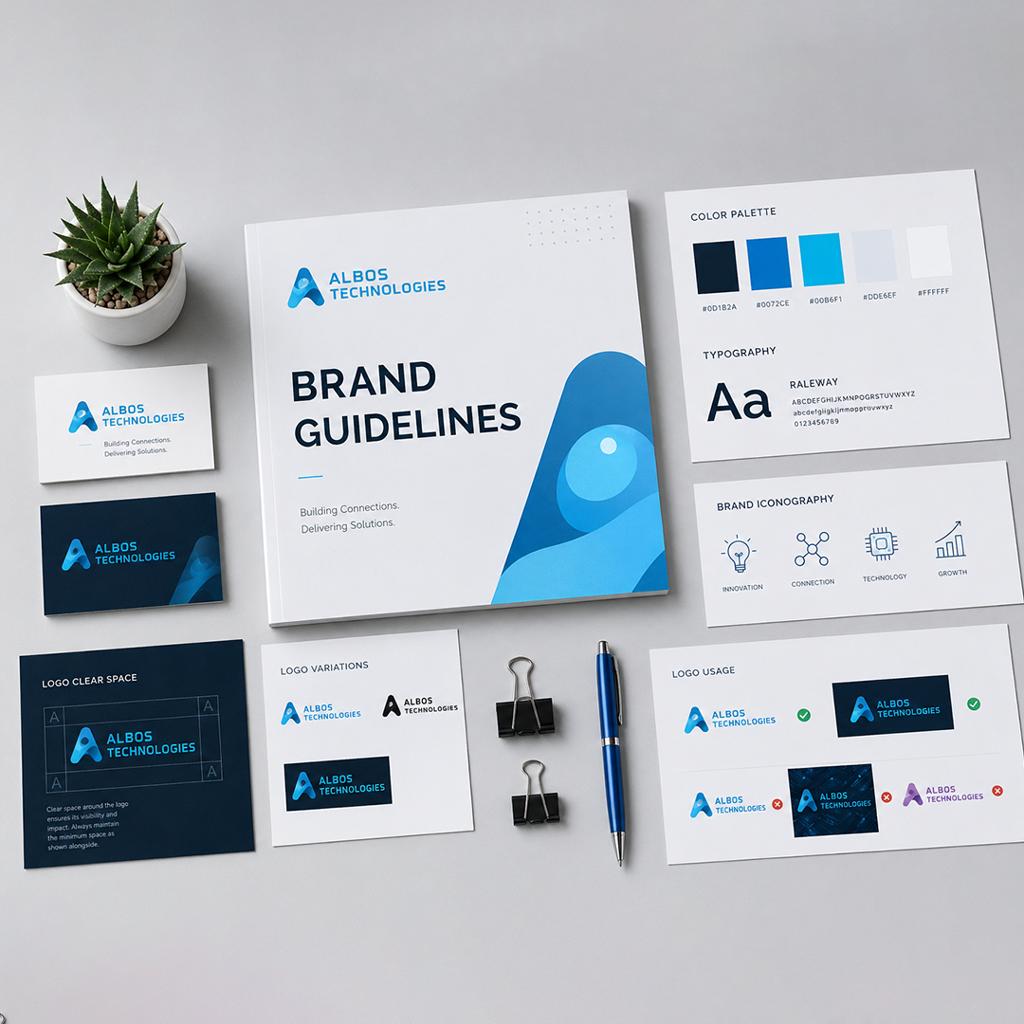 ALBOS
TECHNOLOGIES
BRAND
GUIDELINES
Building Connections.
Delivering Solutions.
ALBOS
TECHNOLOGIES
Building Connections.
Delivering Solutions.
ALBOS
TECHNOLOGIES
LOGO CLEAR SPACE
A
A
ALBOS
TECHNOLOGIES
A
A
Clear space around the logo
ensures its visibility and
impact. Always maintain
the minimum space as
shown alongside.
LOGO VARIATIONS
ALBOS
TECHNOLOGIES
ALBOS
TECHNOLOGIES
ALBOS
TECHNOLOGIES
COLOR PALETTE
#0D1B2A
#0072CE
#00B6F1
#DDE6EF
#FFFFFF
TYPOGRAPHY
Aa
RALEWAY
0123456789
BRAND ICONOGRAPHY
INNOVATION
CONNECTION
TECHNOLOGY
GROWTH
LOGO USAGE
ALBOS
TECHNOLOGIES
ALBOS
TECHNOLOGIES
ALBOS
TECHNOLOGIES
ALBOS
TECHNOLOGIES
ALBOS
TECHNOLOGIES